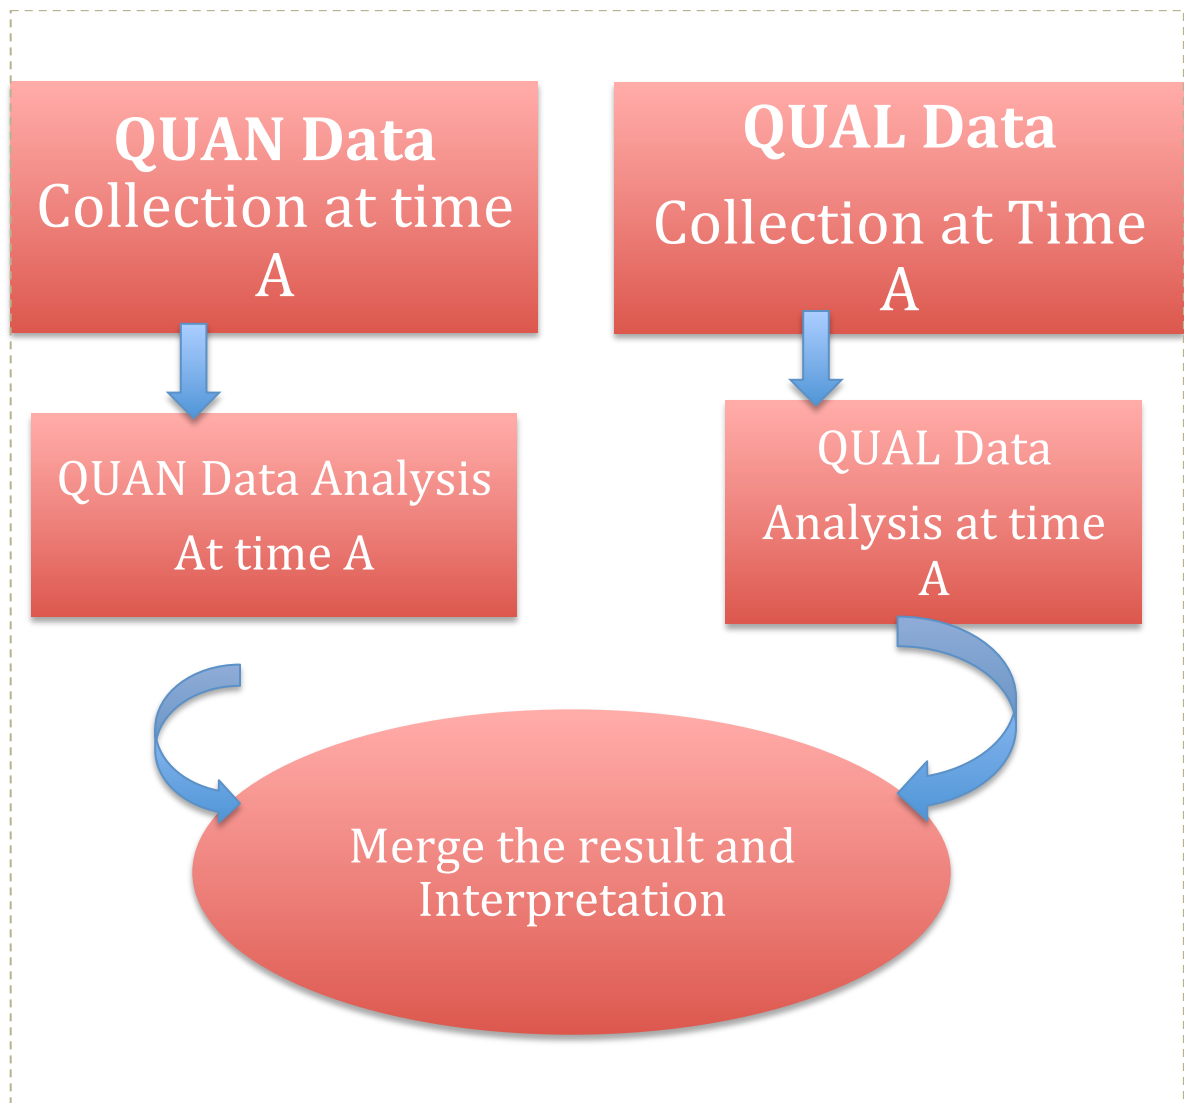 QUAN Data
Collection at time
A
QUAL Data
Collection at Time
A
QUAN Data Analysis
At time A
QUAL Data
Analysis at time
A
Merge the result and
Interpretation